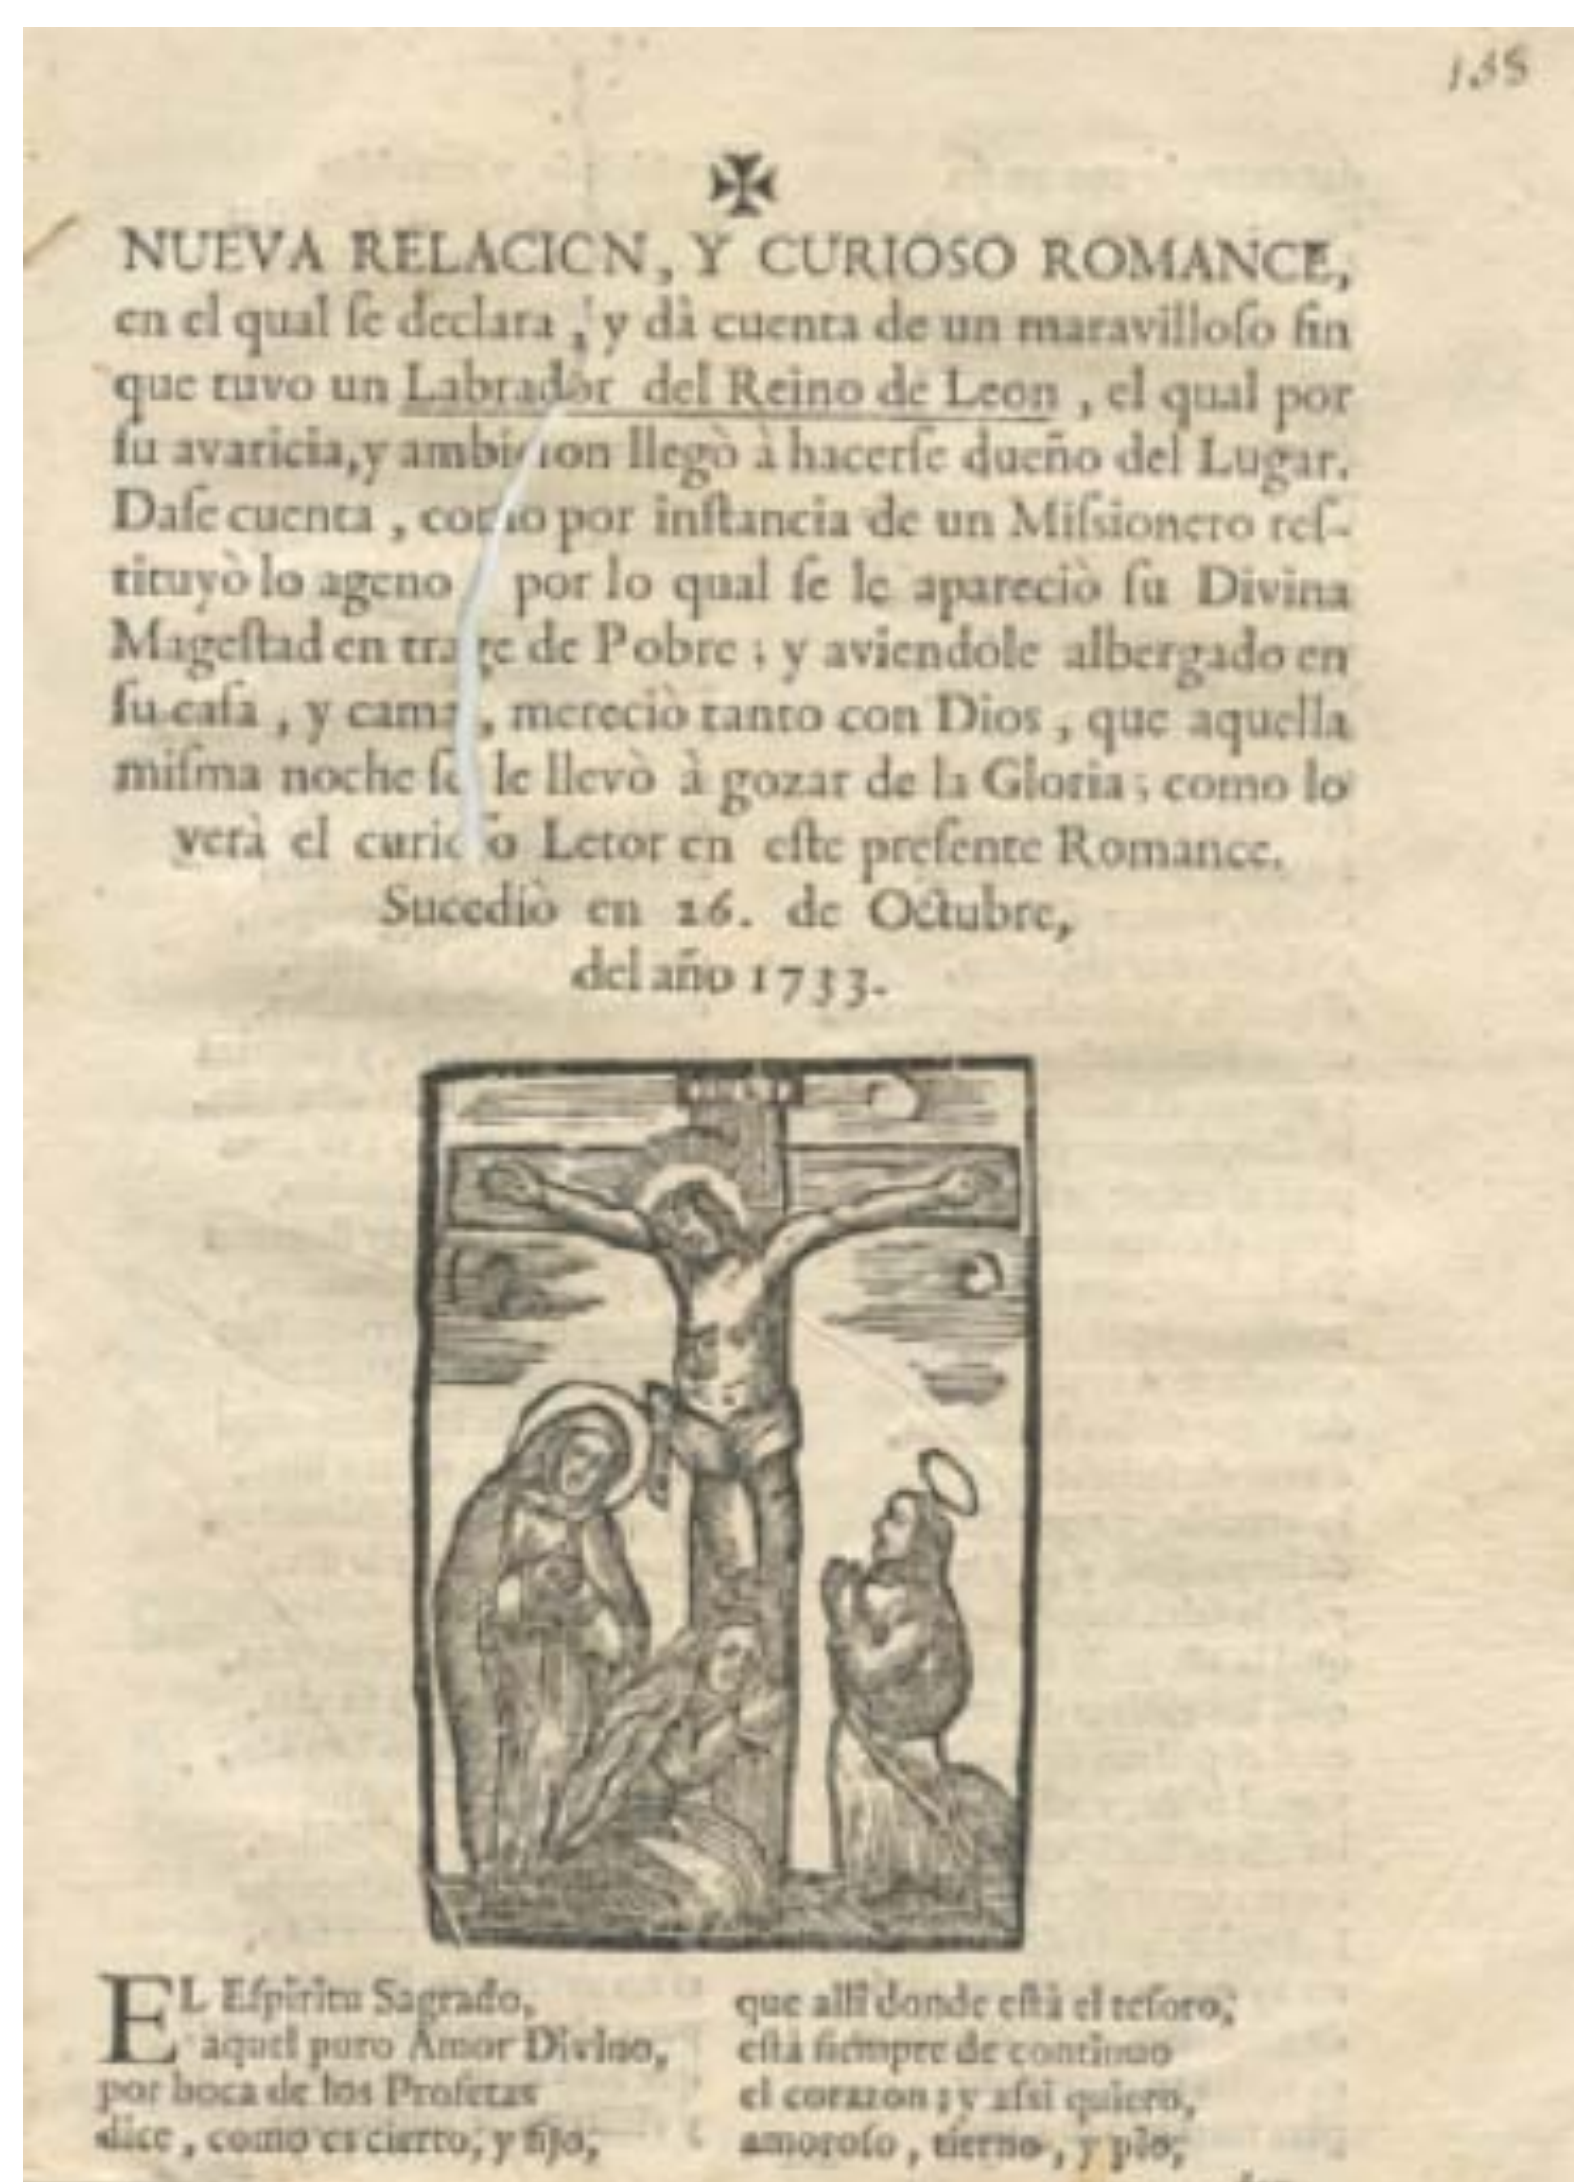 138
NUEVA RELACICN, Y CURIOSO ROMANCE,
en el qual ſe declara, y dà cuenta de un maravilloſo fin
que tuvo un Labrador del Reino de Leon, el qual por
ſu avaricia, y ambicion llegò à hacerſe dueño del Lugar.
Daſe cuenta, como por inſtancia de un Miſsionero reſ-
tituyò lo ageno por lo qual ſe le apareciò ſu Divina
Mageſtad en trage de Pobre; y aviendole albergado en
ſu caſa, y cama, mereciò tanto con Dios, que aquella
miſma noche ſe le llevò à gozar de la Gloria; como lo
verà el curioſo Letor en eſte preſente Romance.
Sucediò en 26. de Octubre,
del año 1733.
EL Eſpiritu Sagrado,
aquel puro Amor Divino,
por boca de los Profetas
dice, como es cierto, y fijo,
que allì donde eſtà el teſoro,
eſtà ſiempre de continuo
el corazon; y aſsi quiero,
amoroſo, tierno, y pio,